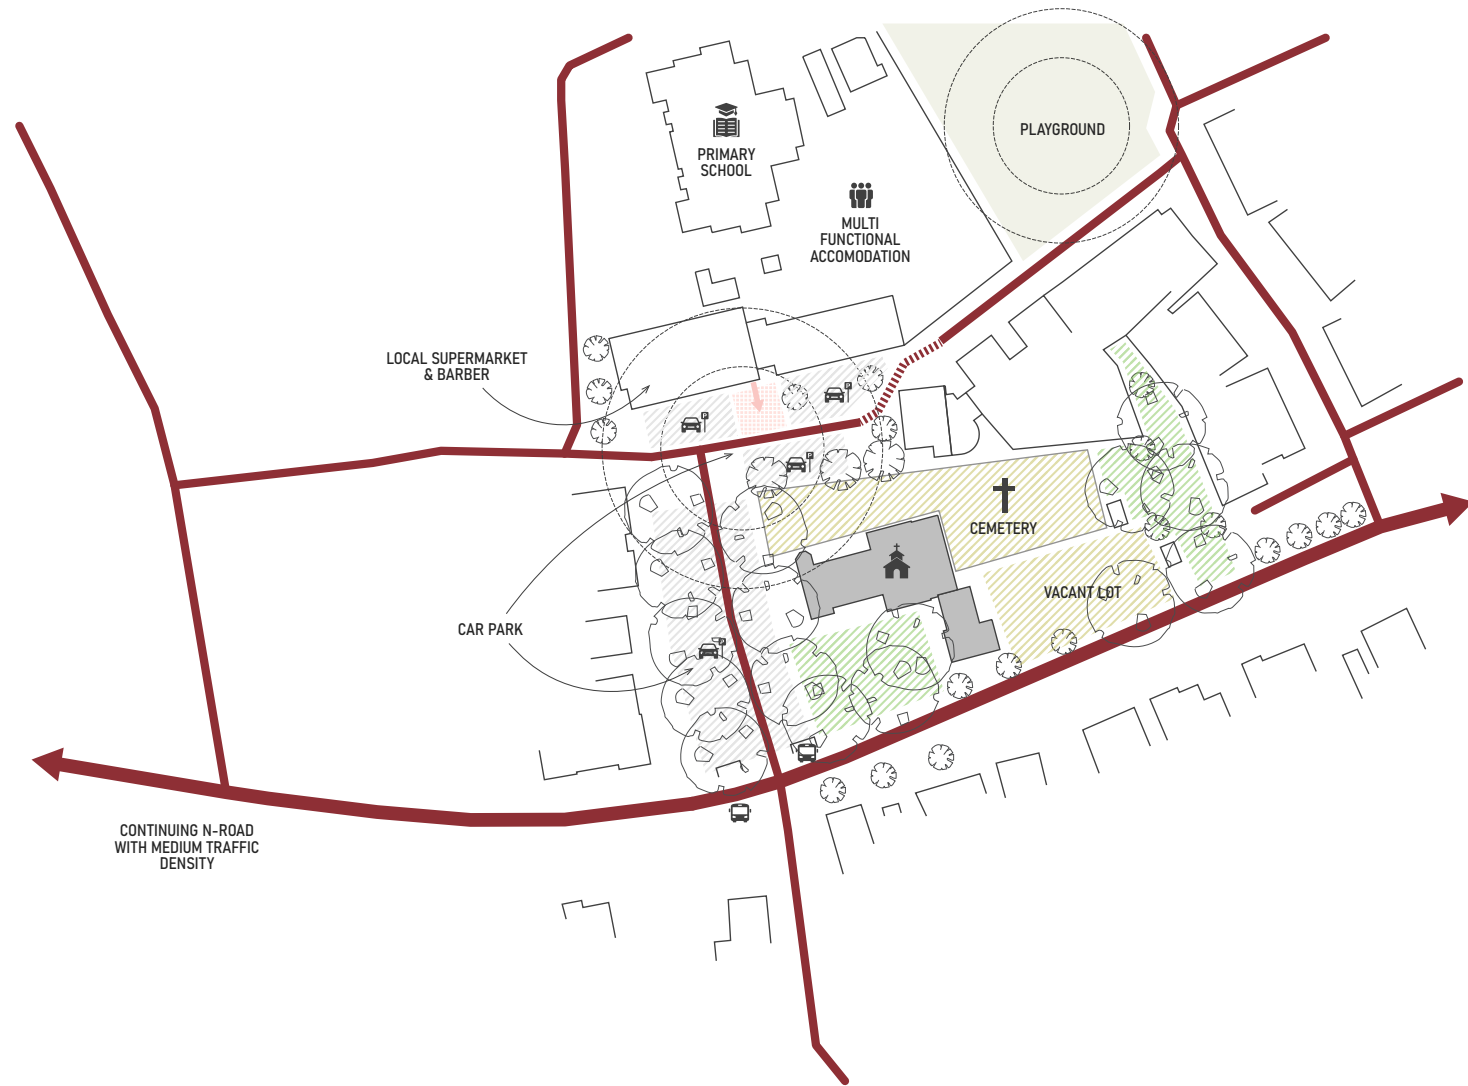 PLAYGROUND
PRIMARY
SCHOOL
MULTI
FUNCTIONAL
ACCOMODATION
LOCAL SUPERMARKET
& BARBER
P
P
P
CEMETERY
VACANT LOT
CAR PARK
P
CONTINUING N-ROAD
WITH MEDIUM TRAFFIC
DENSITY